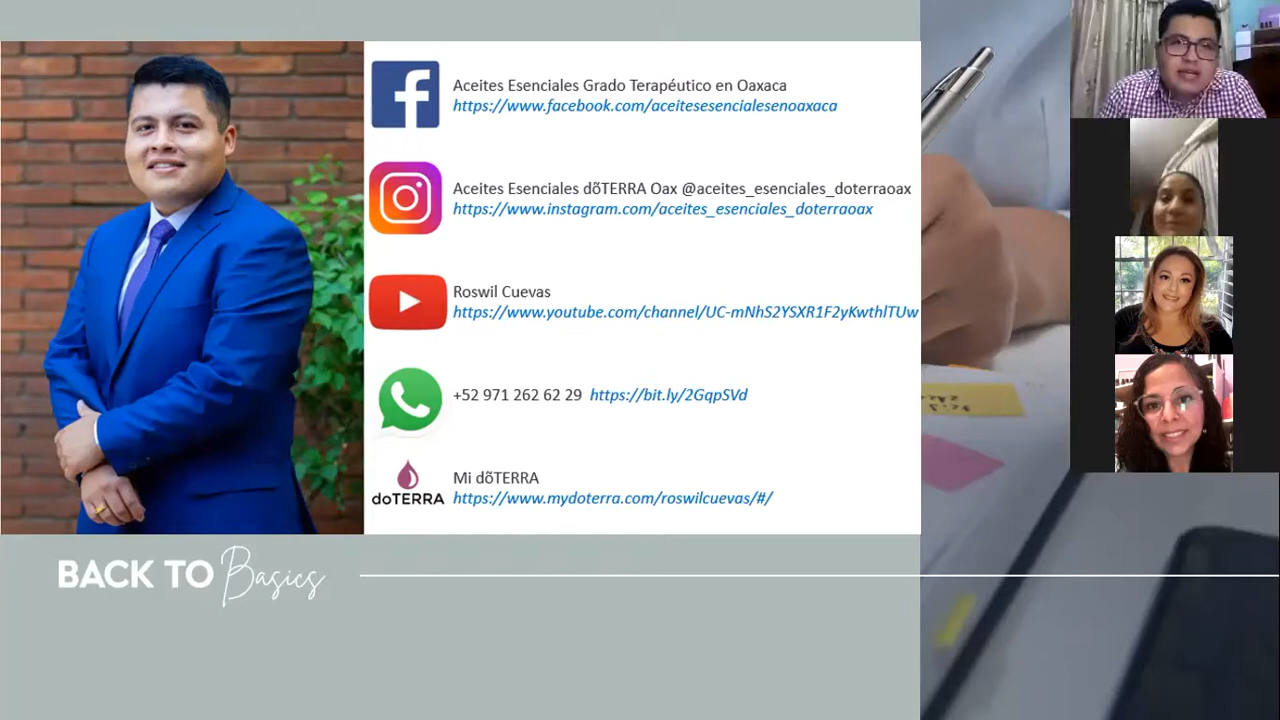 Aceites Esenciales Grado Terapéutico en Oaxaca
https://www.facebook.com/aceitesesencialesenoaxaca
Aceites Esenciales dõTERRA Oax @aceites_esenciales_doterraoax
https://www.instagram.com/aceites_esenciales_doterraoax
Roswil Cuevas
https://www.youtube.com/channel/UC-mNhS2YSXR1F2yKwthlTUw
+52 971 262 62 29 https://bit.ly/2GqpSVd
doTERRA
Mi dõTERRA
https://www.mydoterra.com/roswilcuevas/#/
BACK TO Basics